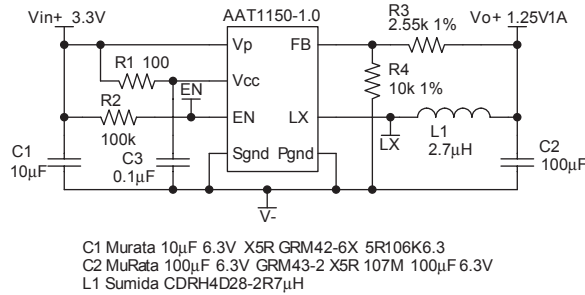 AAT1150-1.0
Vin+ 3.3V
Vo+ 1.25V1A
R3
2.55k 1%
Vp
FB
R1 100
Vcc
R4
10k 1%
EN
R2
100k
EN
LX
LX
L1
2.7µH
C1
10µF
C3
0.1µF
Sgnd
Pgnd
C2
100µF
V-
C1 Murata 10µF 6.3V X5R GRM42-6X 5R106K6.3
C2 MuRata 100µF 6.3V GRM43-2 X5R 107M 100µF 6.3V
L1 Sumida CDRH4D28-2R7µH